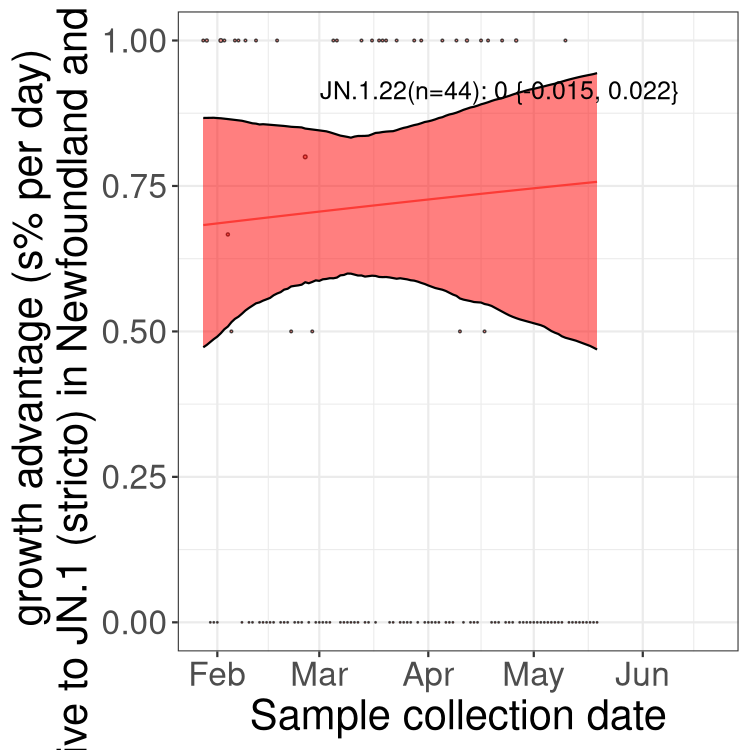 growth advantage (s% per day)
ive to JN.1 (stricto) in Newfoundland and
1.00
0.75
0.50
0.25
0.00
JN.1.22(n=44): 0 {-0.015, 0.022}
Feb Mar Apr May Jun
Sample collection date